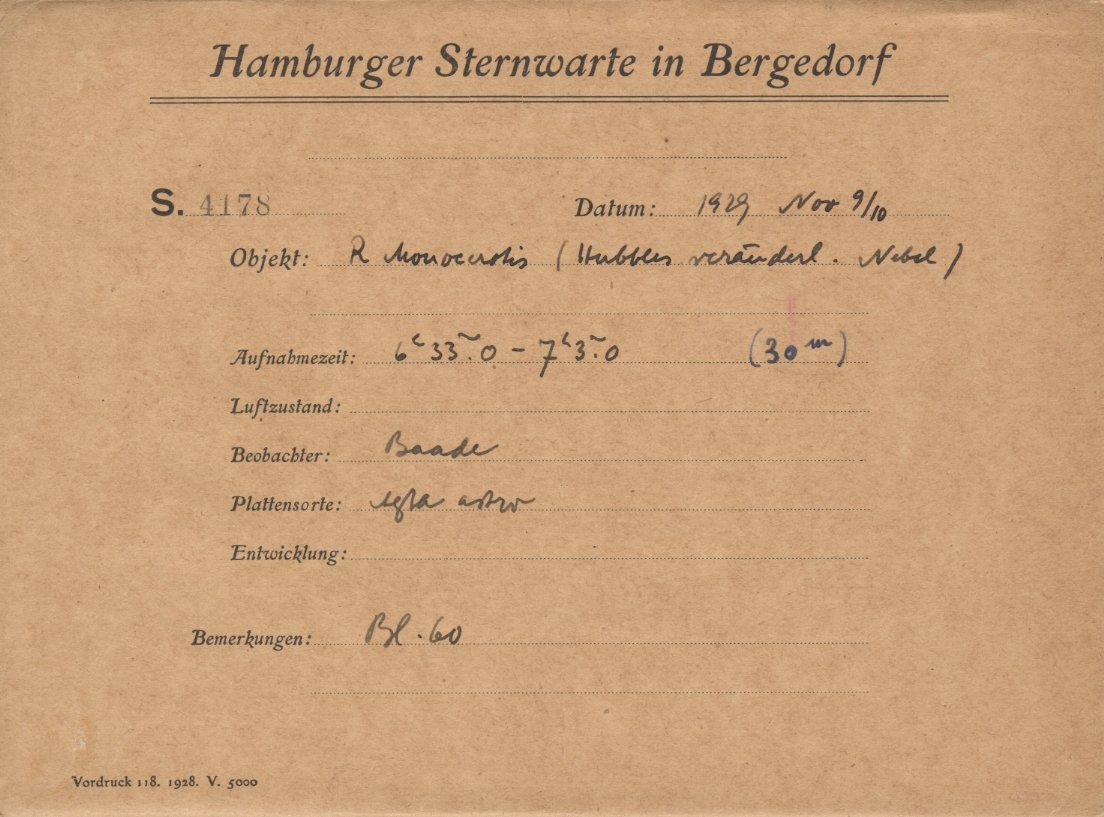 Hamburger Sternwarte in Bergedorf
S. 4178 Datum: 1929 Nov 9/10
Objekt: R Monocerotis (Hubbles veränderl. Nebel)
Aufnahmezeit: 6h 33m.0 - 7h 3m.0 (30m)
Luftzustand:
Beobachter: Baade
Plattensorte: Agfa astro
Entwicklung:
Bemerkungen: Bl. 60
Vordruck 118. 1928. V. 5000